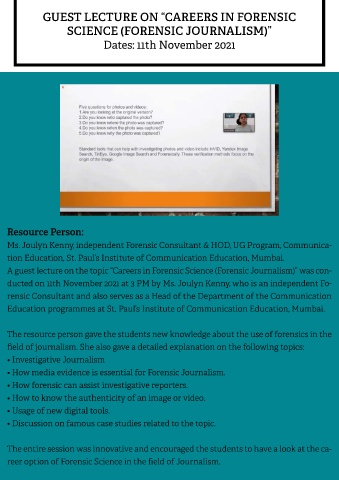 GUEST LECTURE ON "CAREERS IN FORENSIC
SCIENCE (FORENSIC JOURNALISM)"
Dates: 11th November 2021
Five questions for photos and videos:
1.Are you looking at the original version?
2.Do you know who captured the photo?
3.Do you know where the photo was captured?
4.Do you know when the photo was captured?
5.Do you know why the photo was captured?
Standard tools that can help with investigating photos and video include InVID, Yandex Image
Search, TinEye, Google Image Search and Forensically. These verification methods focus on the
origin of the image.
Resource Person:
Ms. Joulyn Kenny, independent Forensic Consultant & HOD, UG Program, Communica-
tion Education, St. Paul's Institute of Communication Education, Mumbai.
A guest lecture on the topic "Careers in Forensic Science (Forensic Journalism)" was con-
ducted on 11th November 2021 at 3 PM by Ms. Joulyn Kenny, who is an independent Fo-
rensic Consultant and also serves as a Head of the Department of the Communication
Education programmes at St. Paul's Institute of Communication Education, Mumbai.
The resource person gave the students new knowledge about the use of forensics in the
field of journalism. She also gave a detailed explanation on the following topics:
• Investigative Journalism.
• How media evidence is essential for Forensic Journalism.
• How forensic can assist investigative reporters.
• How to know the authenticity of an image or video.
• Usage of new digital tools.
• Discussion on famous case studies related to the topic.
The entire session was innovative and encouraged the students to have a look at the ca-
reer option of Forensic Science in the field of Journalism.